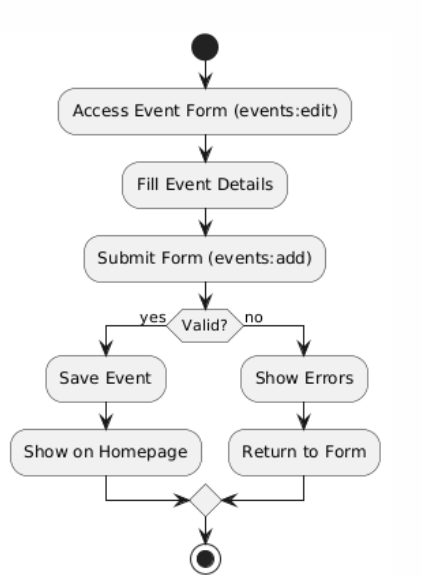 Access Event Form (events:edit)
Fill Event Details
Submit Form (events:add)
yes
Valid?
no
Save Event
Show Errors
Show on Homepage
Return to Form